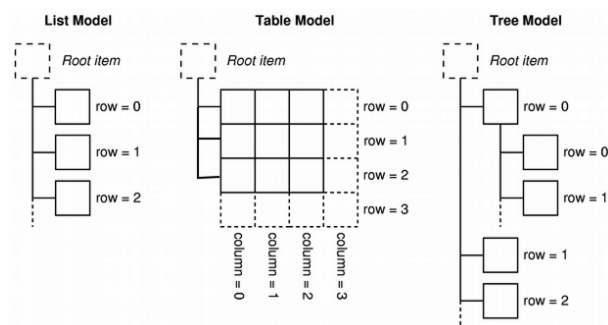 List Model
Root item
row = 0
row = 1
row = 2
Table Model
Root item
row = 0
row = 1
row = 2
row = 3
column = 0
column = 1
column = 2
column = 3
Tree Model
Root item
row = 0
row = 0
row = 1
row = 1
row = 2